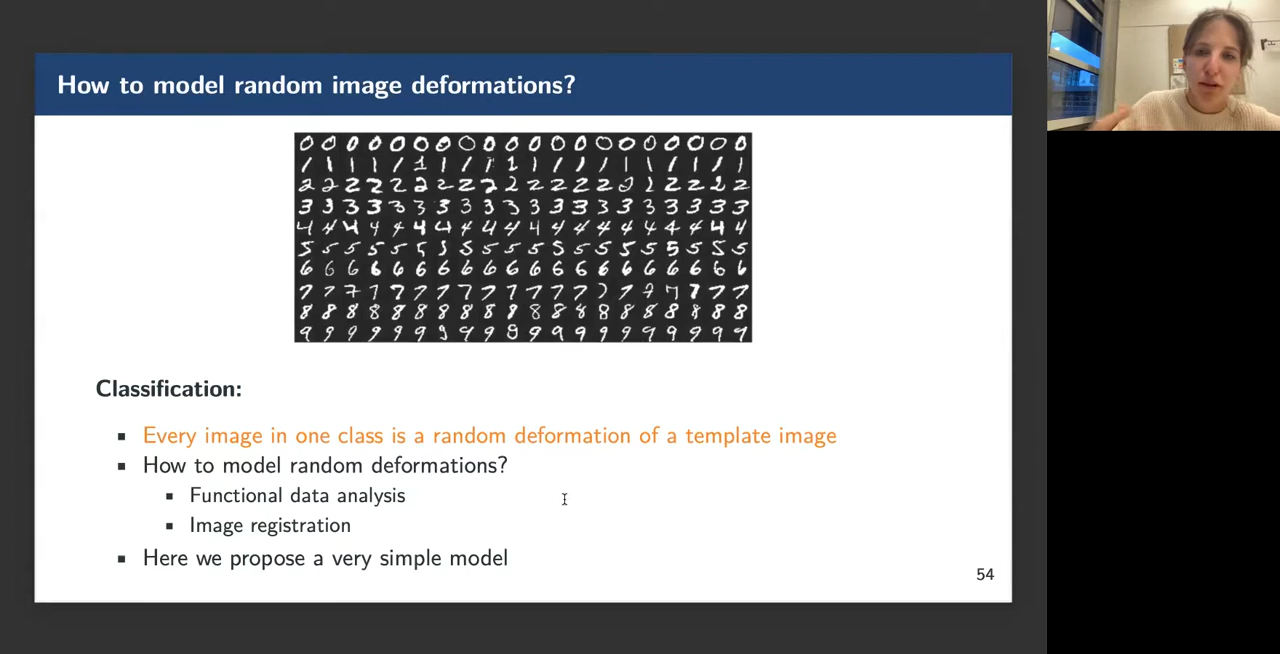 How to model random image deformations?
Classification:
▪ Every image in one class is a random deformation of a template image
▪ How to model random deformations?
▪ Functional data analysis
▪ Image registration
▪ Here we propose a very simple model
54